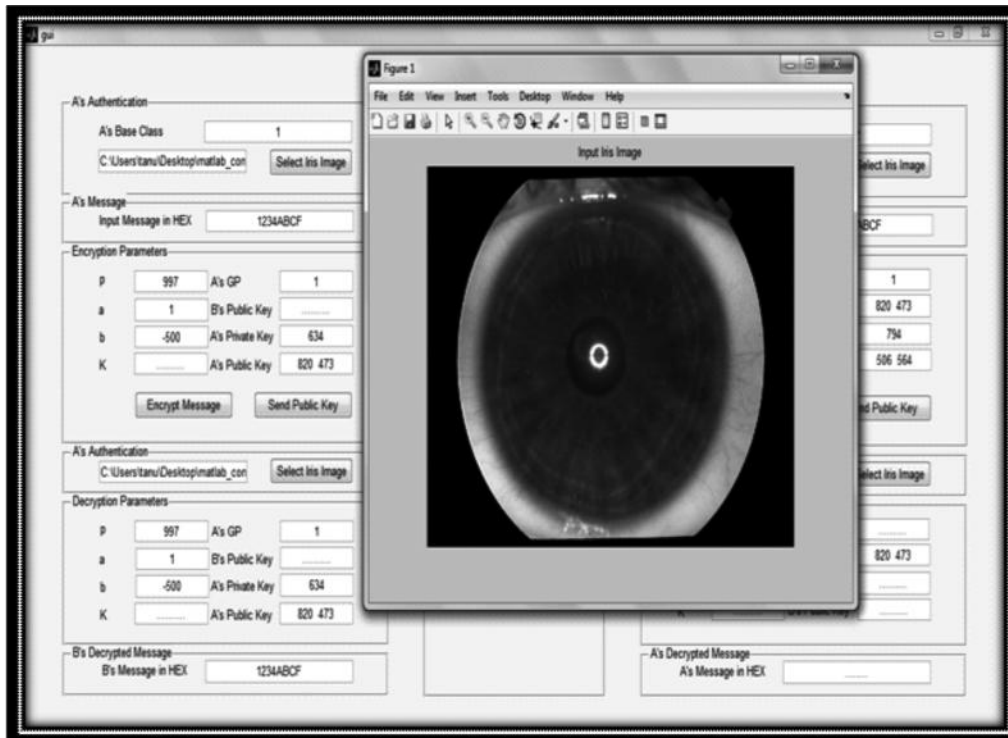 gui
Figure 1
File Edit View Insert Tools Desktop Window Help
Input Iris Image
A's Authentication
A's Base Class 1
C:\Users\tanu\Desktop\matlab_con Select Iris Image
A's Message
Input Message in HEX 1234ABCF
Encryption Parameters
P 997 A's GP 1
a 1 B's Public Key ..........
b -500 A's Private Key 634
K .......... A's Public Key 820 473
Encrypt Message Send Public Key
A's Authentication
C:\Users\tanu\Desktop\matlab_con Select Iris Image
Decryption Parameters
P 997 A's GP 1
a 1 B's Public Key ..........
b -500 A's Private Key 634
K .......... A's Public Key 820 473
B's Decrypted Message
B's Message in HEX 1234ABCF
elect Iris Image
ABCF
1
820 473
794
506 564
nd Public Key
elect Iris Image
..........
820 473
..........
..........
A's Decrypted Message
A's Message in HEX ........